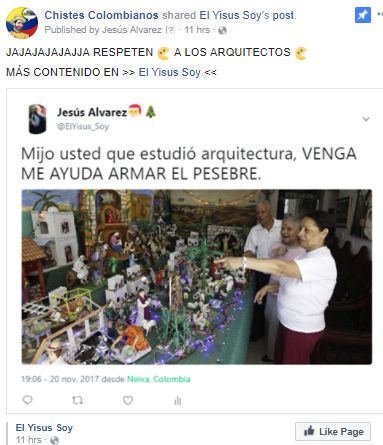 Chistes Colombianos shared El Yisus Soy's post.
Published by Jesús Alvarez [?] · 11 hrs ·
JAJAJAJAJAJJA RESPETEN A LOS ARQUITECTOS
MÁS CONTENIDO EN >> El Yisus Soy <<
Jesús Alvarez
@ElYisus_Soy
Mijo usted que estudió arquitectura, VENGA
ME AYUDA ARMAR EL PESEBRE.
19:06 - 20 nov. 2017 desde Neiva, Colombia
El Yisus Soy
11 hrs ·
Like Page